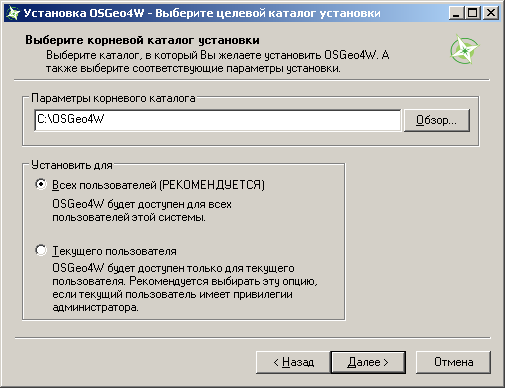 Установка OSGeo4W - Выберите целевой каталог установки
Выберите корневой каталог установки
Выберите каталог, в который Вы желаете установить OSGeo4W. А
также выберите соответствующие параметры установки.
Параметры корневого каталога
C:\OSGeo4W
Обзор...
Установить для
Всех пользователей (РЕКОМЕНДУЕТСЯ)
OSGeo4W будет доступен для всех
пользователей этой системы.
Текущего пользователя
OSGeo4W будет доступен только для текущего
пользователя. Рекомендуется выбирать эту опцию,
если текущий пользователь имеет привилегии
администратора.
< Назад
Далее >
Отмена